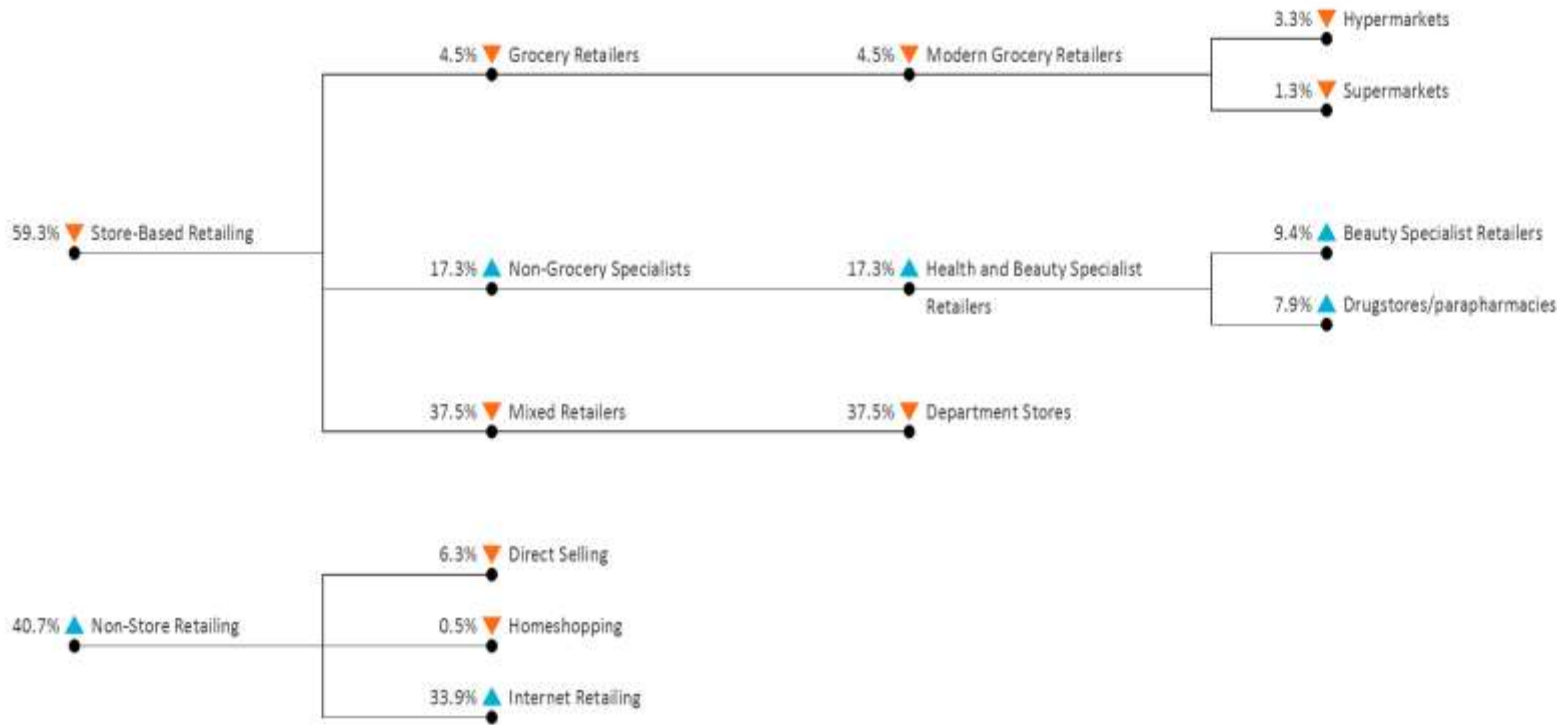 3.3% Hypermarkets
4.5% Grocery Retailers 4.5% Modern Grocery Retailers
1.3% Supermarkets
59.3% Store-Based Retailing 9.4% Beauty Specialist Retailers
17.3% Non-Grocery Specialists 17.3% Health and Beauty Specialist
Retailers
7.9% Drugstores/parapharmacies
37.5% Mixed Retailers 37.5% Department Stores
6.3% Direct Selling
40.7% Non-Store Retailing 0.5% Homeshopping
33.9% Internet Retailing